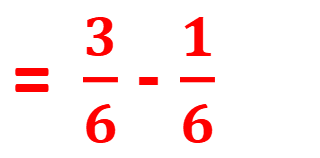 = 3/6 - 1/6